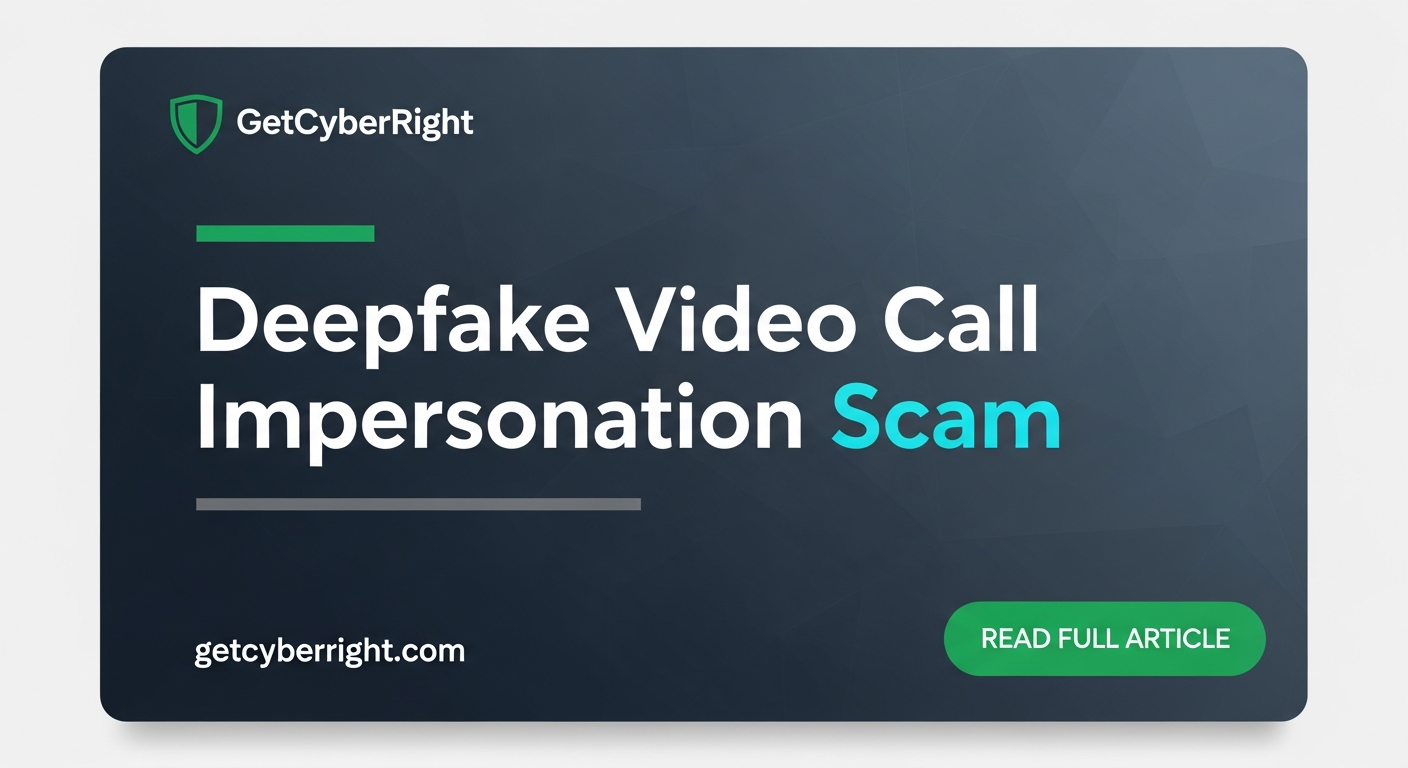 GetCyberRight
Deepfake Video Call
Impersonation Scam
getcyberright.com
READ FULL ARTICLE